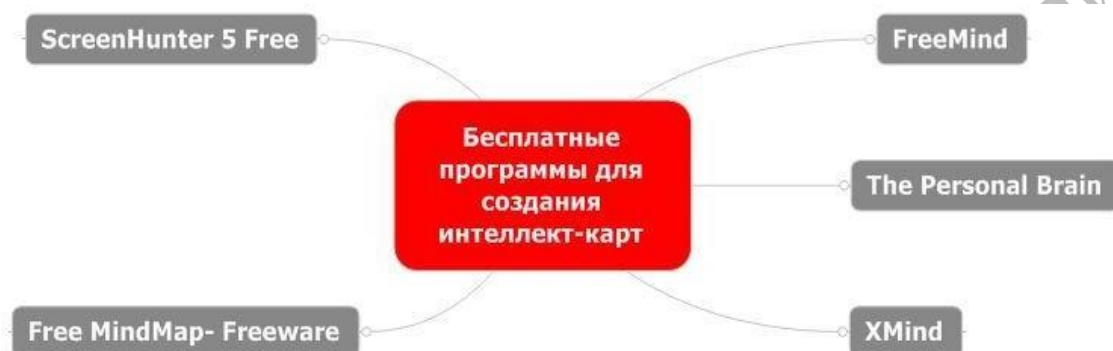 ScreenHunter 5 Free
FreeMind
Бесплатные
программы для
создания
интеллект-карт
The Personal Brain
Free MindMap- Freeware
XMind